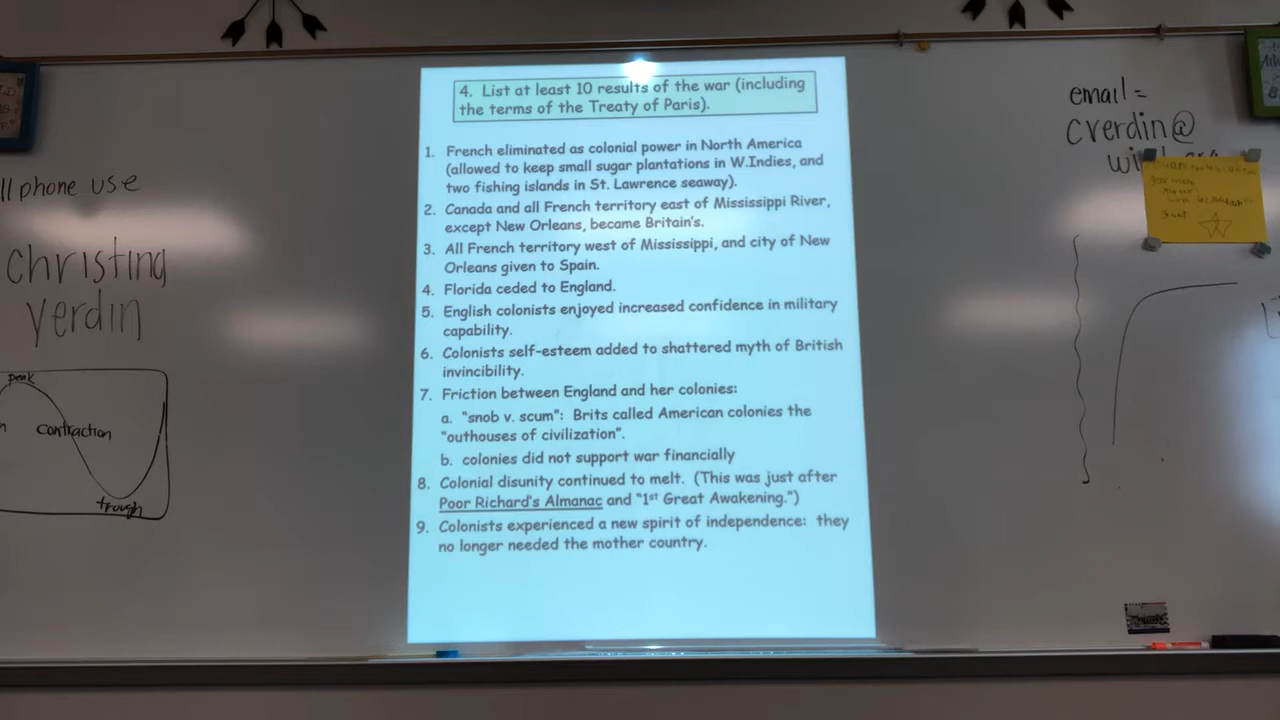 4. List at least 10 results of the war (including
the terms of the Treaty of Paris).
1. French eliminated as colonial power in North America
(allowed to keep small sugar plantations in W.Indies, and
two fishing islands in St. Lawrence seaway).
2. Canada and all French territory east of Mississippi River,
except New Orleans, became Britain's.
3. All French territory west of Mississippi, and city of New
Orleans given to Spain.
4. Florida ceded to England.
5. English colonists enjoyed increased confidence in military
capability.
6. Colonists self-esteem added to shattered myth of British
invincibility.
7. Friction between England and her colonies:
a. "snob v. scum": Brits called American colonies the
"outhouses of civilization".
b. colonies did not support war financially
8. Colonial disunity continued to melt. (This was just after
Poor Richard's Almanac and "1st Great Awakening.")
9. Colonists experienced a new spirit of independence: they
no longer needed the mother country.
ll phone use
christing
Verdin
peak
contraction
trough
email =
cverdin@